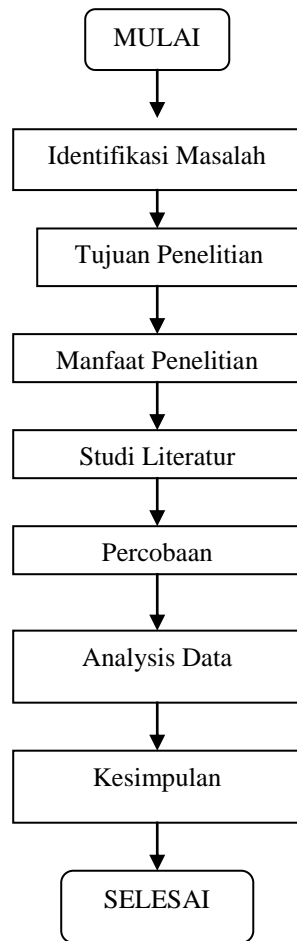 MULAI
Identifikasi Masalah
Tujuan Penelitian
Manfaat Penelitian
Studi Literatur
Percobaan
Analysis Data
Kesimpulan
SELESAI